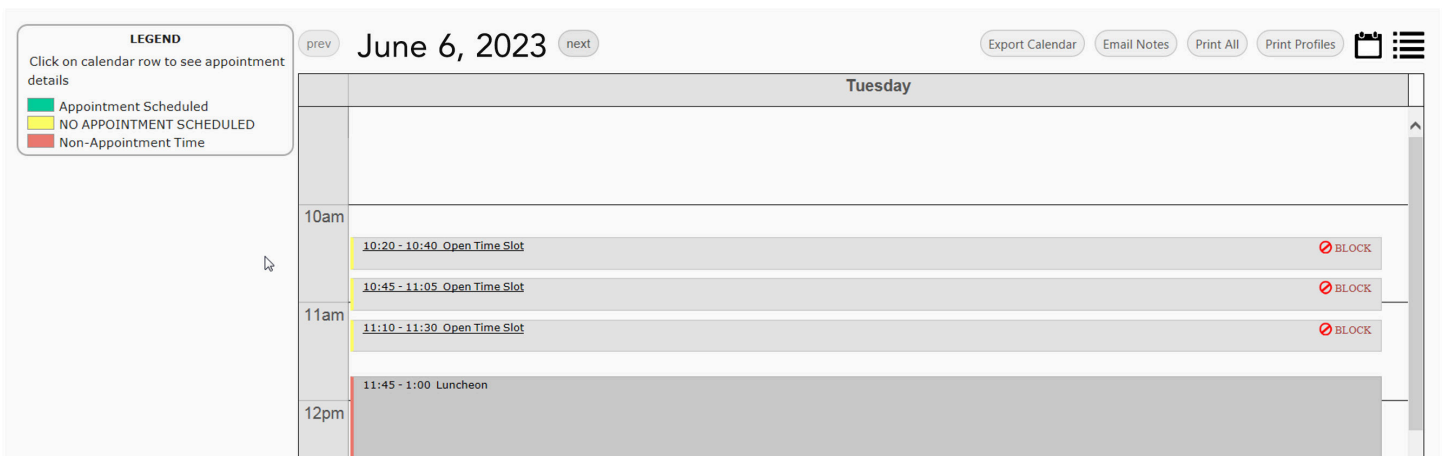 LEGEND
Click on calendar row to see appointment
details
Appointment Scheduled
NO APPOINTMENT SCHEDULED
Non-Appointment Time
prev June 6, 2023 next
Export Calendar Email Notes Print All Print Profiles
Tuesday
10am
10:20 - 10:40 Open Time Slot BLOCK
10:45 - 11:05 Open Time Slot BLOCK
11am
11:10 - 11:30 Open Time Slot BLOCK
11:45 - 1:00 Luncheon
12pm